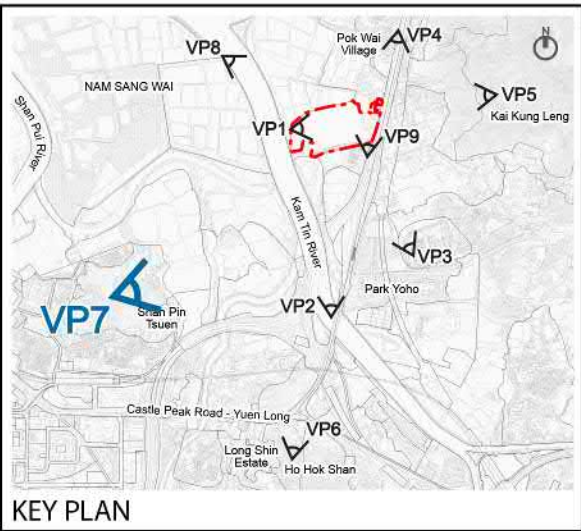 Pok Wai
Village
VP4
N
VP8
NAM SANG WAI
VP5
Kai Kung Leng
Shan Pui River
VP1
VP9
Kam Tin River
VP3
Park Yoho
VP7
Shan Pin
Tsuen
VP2
Castle Peak Road - Yuen Long
VP6
Long Shin
Estate
Ho Hok Shan
KEY PLAN